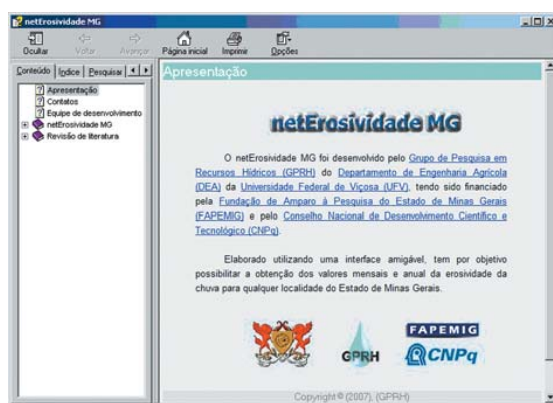 netErosividade MG
Ocultar Voltar Avançar Página inicial Imprimir Opções
Conteúdo Índice Pesquisar
Apresentação
Contatos
Equipe de desenvolvimento
netErosividade MG
Revisão de literatura
Apresentação
netErosividade MG
O netErosividade MG foi desenvolvido pelo Grupo de Pesquisa em
Recursos Hídricos (GPRH) do Departamento de Engenharia Agrícola
(DEA) da Universidade Federal de Viçosa (UFV), tendo sido financiado
pela Fundação de Amparo à Pesquisa do Estado de Minas Gerais
(FAPEMIG) e pelo Conselho Nacional de Desenvolvimento Científico e
Tecnológico (CNPq).
Elaborado utilizando uma interface amigável, tem por objetivo
possibilitar a obtenção dos valores mensais e anual da erosividade da
chuva para qualquer localidade do Estado de Minas Gerais.
GPRH
FAPEMIG
CNPq
Copyright © (2007), (GPRH)